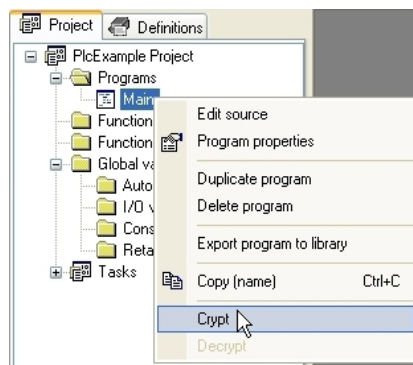 Project Definitions
PlcExample Project
Programs
Main
Function
Function
Global va
Auto
I/O v
Cons
Reta
Tasks
Edit source
Program properties
Duplicate program
Delete program
Export program to library
Copy (name) Ctrl+C
Crypt
Decrypt